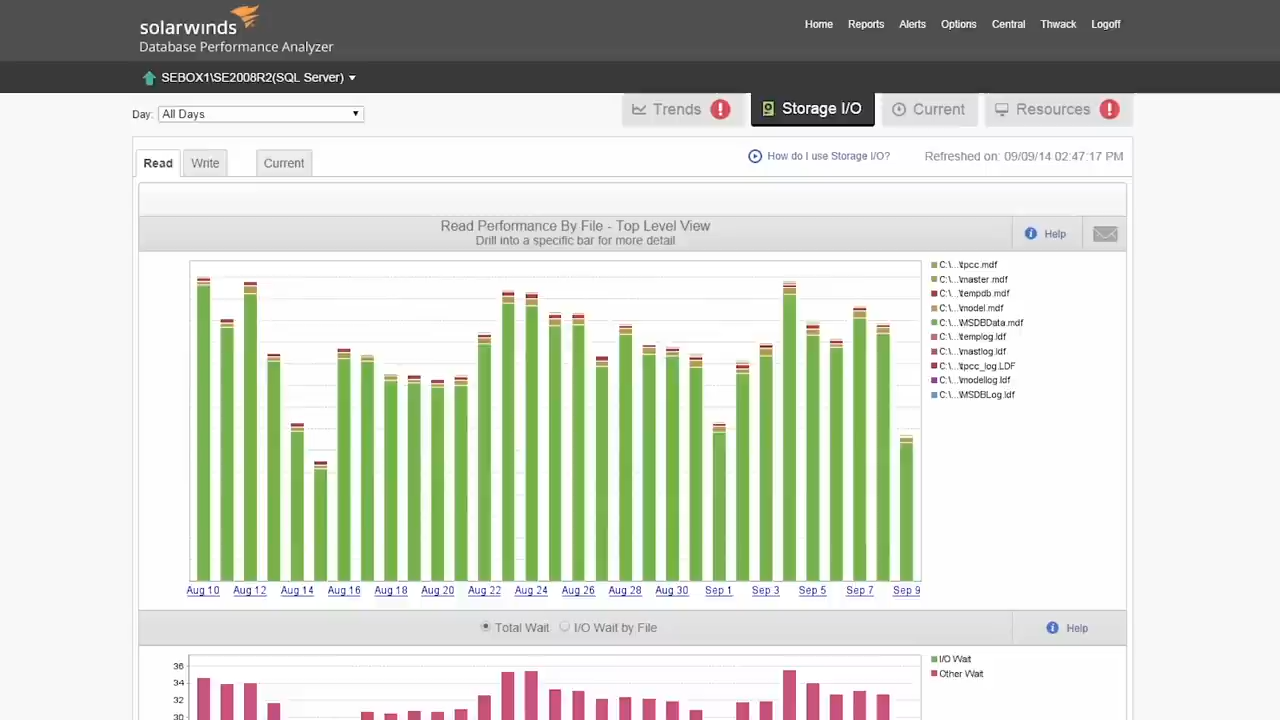 solarwinds
Database Performance Analyzer
Home Reports Alerts Options Central Thwack Logoff
SEBOX1\SE2008R2(SQL Server)
Day: All Days
Trends Storage I/O Current Resources
Read Write Current
How do I use Storage I/O? Refreshed on: 09/09/14 02:47:17 PM
Read Performance By File - Top Level View
Drill into a specific bar for more detail
Help
C:\...\tpcc.mdf
C:\...\master.mdf
C:\...\tempdb.mdf
C:\...\model.mdf
C:\...\MSDBData.mdf
C:\...\templog.ldf
C:\...\mastlog.ldf
C:\...\tpcc_log.LDF
C:\...\modellog.ldf
C:\...\MSDBLog.ldf
Aug 10 Aug 12 Aug 14 Aug 16 Aug 18 Aug 20 Aug 22 Aug 24 Aug 26 Aug 28 Aug 30 Sep 1 Sep 3 Sep 5 Sep 7 Sep 9
Total Wait I/O Wait by File
Help
36
34
32
30
I/O Wait
Other Wait